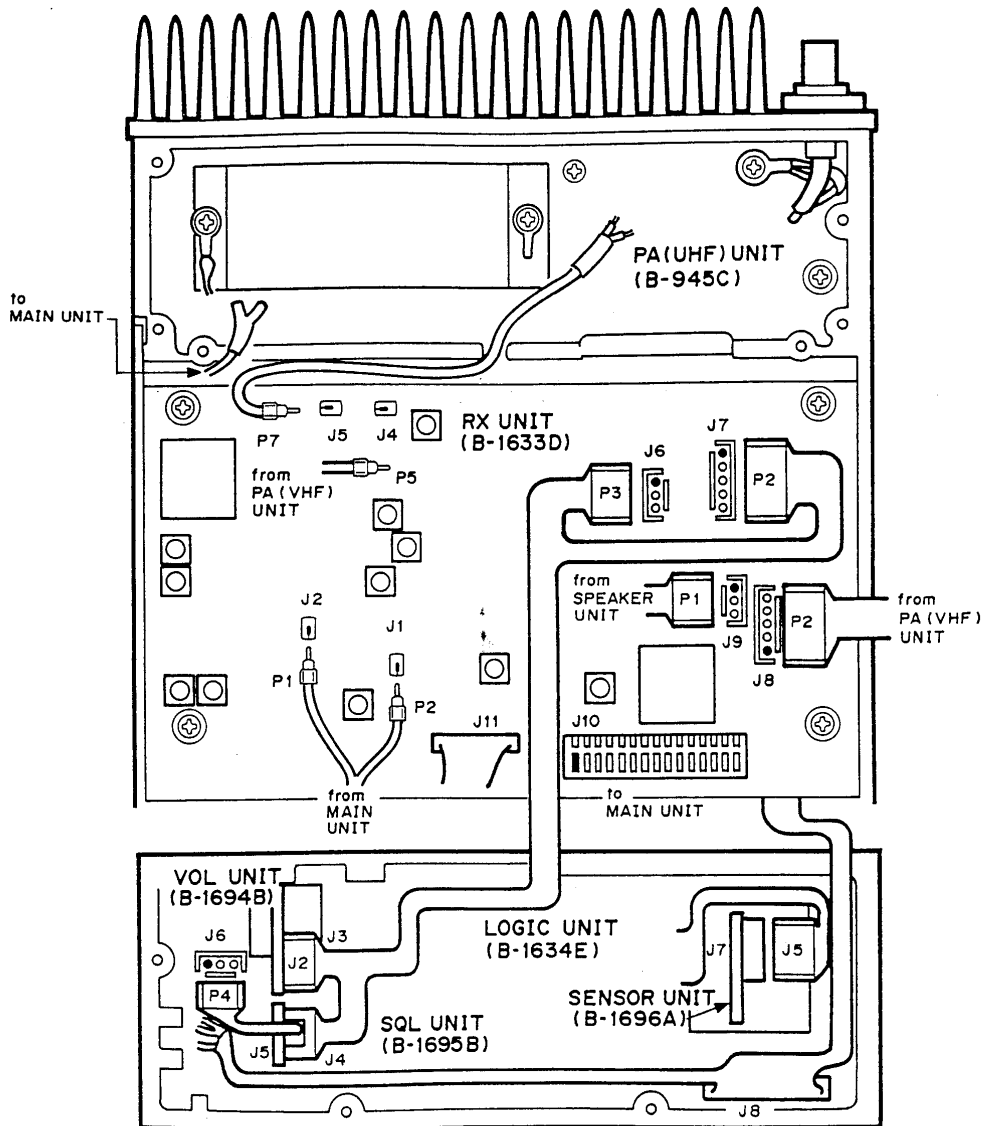 PA(UHF) UNIT
(B-945C)
to
MAIN UNIT
P7
J5
J4
RX UNIT
(B-1633D)
from
PA(VHF)
UNIT
P5
J6
J7
P3
P2
from
SPEAKER
UNIT
P1
J9
J8
P2
from
PA(VHF)
UNIT
J2
J1
P1
P2
J11
J10
from
MAIN
UNIT
to
MAIN UNIT
VOL UNIT
(B-1694B)
J6
J3
J2
P4
LOGIC UNIT
(B-1634E)
J7
J5
SENSOR UNIT
(B-1696A)
SQL UNIT
(B-1695B)
J5
J4
J8